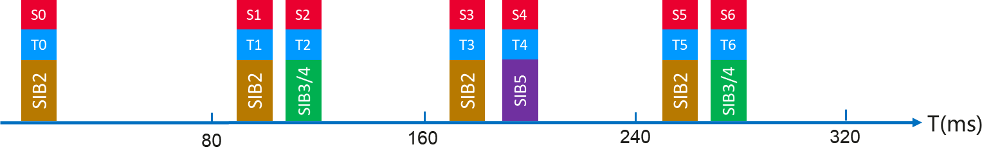 S0 S1 S2 S3 S4 S5 S6
T0 T1 T2 T3 T4 T5 T6
SIB2 SIB2 SIB3/4 SIB2 SIB5 SIB2 SIB3/4
80 160 240 320 T(ms)